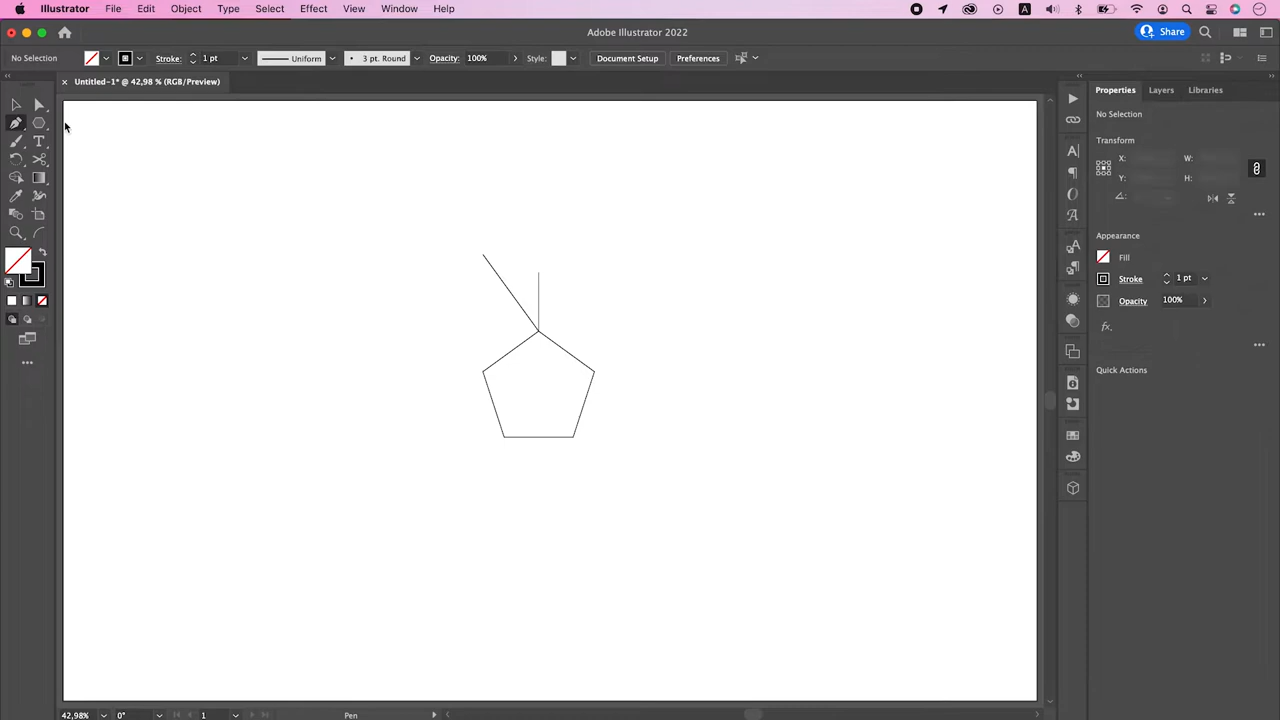 Illustrator File Edit Object Type Select Effect View Window Help A
Adobe Illustrator 2022 Share
No Selection Stroke: 1 pt Uniform 3 pt. Round Opacity: 100% Style: Document Setup Preferences
× Untitled-1* @ 42,98 % (RGB/Preview)
Properties Layers Libraries
No Selection
Transform
X: W:
Y: H:
Appearance
Fill
Stroke 1 pt
Opacity 100%
fx.
Quick Actions
42,98% 0° 1 Pen